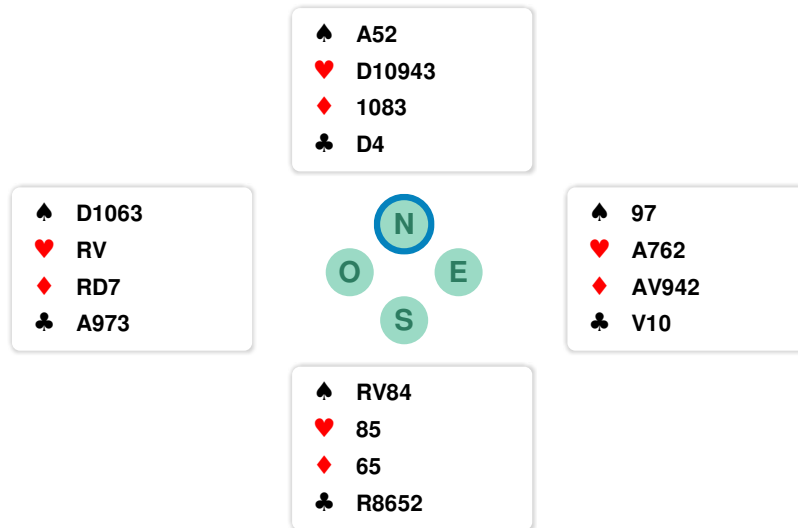 ♠ A52
♥ D10943
♦ 1083
♣ D4
♠ D1063
♥ RV
♦ RD7
♣ A973
N
O
E
S
♠ 97
♥ A762
♦ AV942
♣ V10
♠ RV84
♥ 85
♦ 65
♣ R8652